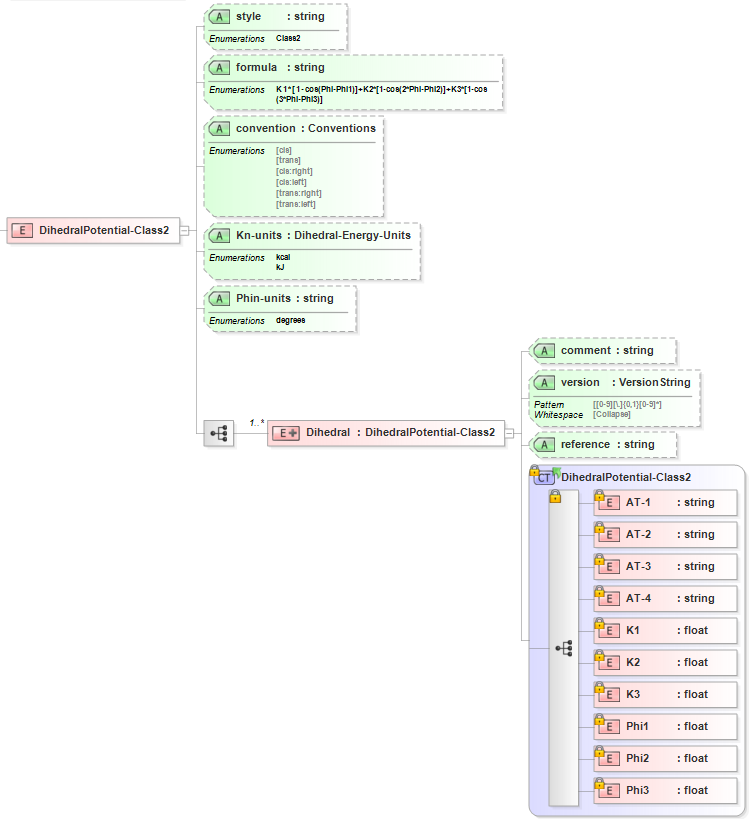 A style : string
Enumerations Class2
A formula : string
Enumerations K1*[1-cos(Phi-Phi1)]+K2*[1-cos(2*Phi-Phi2)]+K3*[1-cos
(3*Phi-Phi3)]
A convention : Conventions
Enumerations [cis]
[trans]
[cis:right]
[cis:left]
[trans:right]
[trans:left]
E DihedralPotential-Class2
A Kn-units : Dihedral-Energy-Units
Enumerations kcal
kJ
A Phin-units : string
Enumerations degrees
1..*
E+ Dihedral : DihedralPotential-Class2
A comment : string
A version : VersionString
Pattern [[0-9][\.]{0,1}[0-9]*]
Whitespace [Collapse]
A reference : string
CT DihedralPotential-Class2
E AT-1 : string
E AT-2 : string
E AT-3 : string
E AT-4 : string
E K1 : float
E K2 : float
E K3 : float
E Phi1 : float
E Phi2 : float
E Phi3 : float